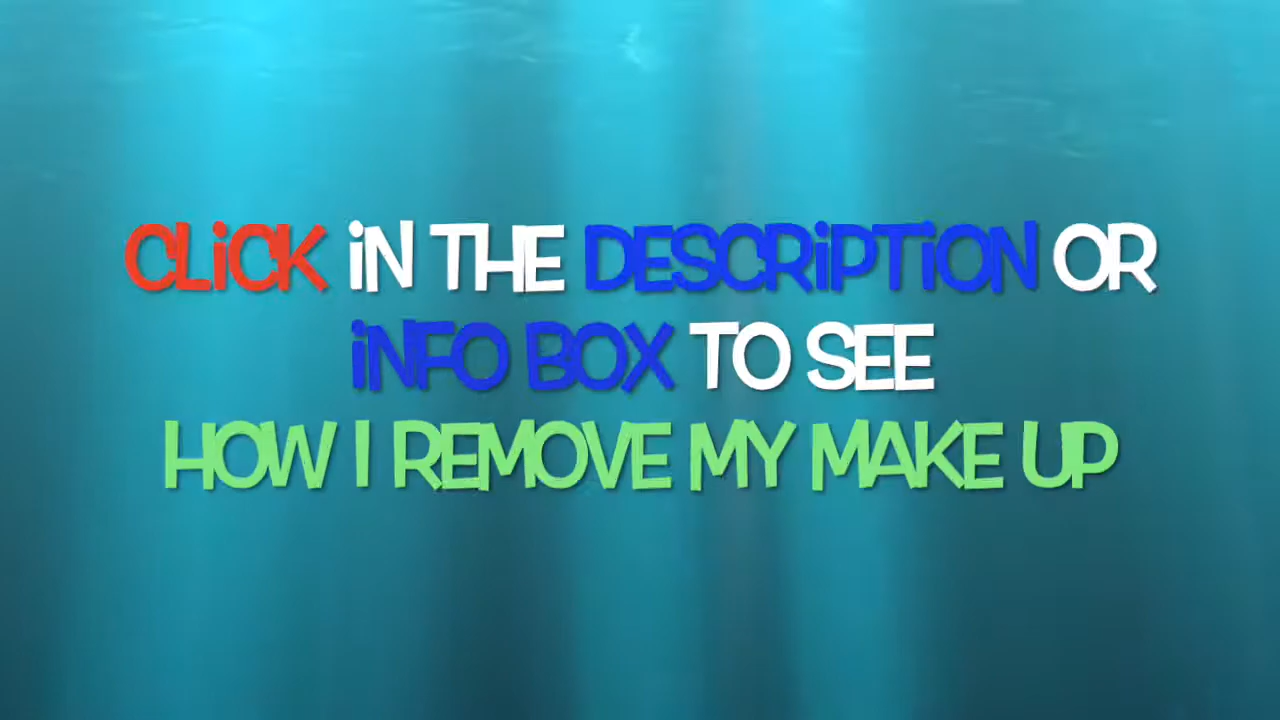 CLiCK iN THE DESCRiPTiON OR
iNFO BOX TO SEE
HOW I REMOVE MY MAKE UP